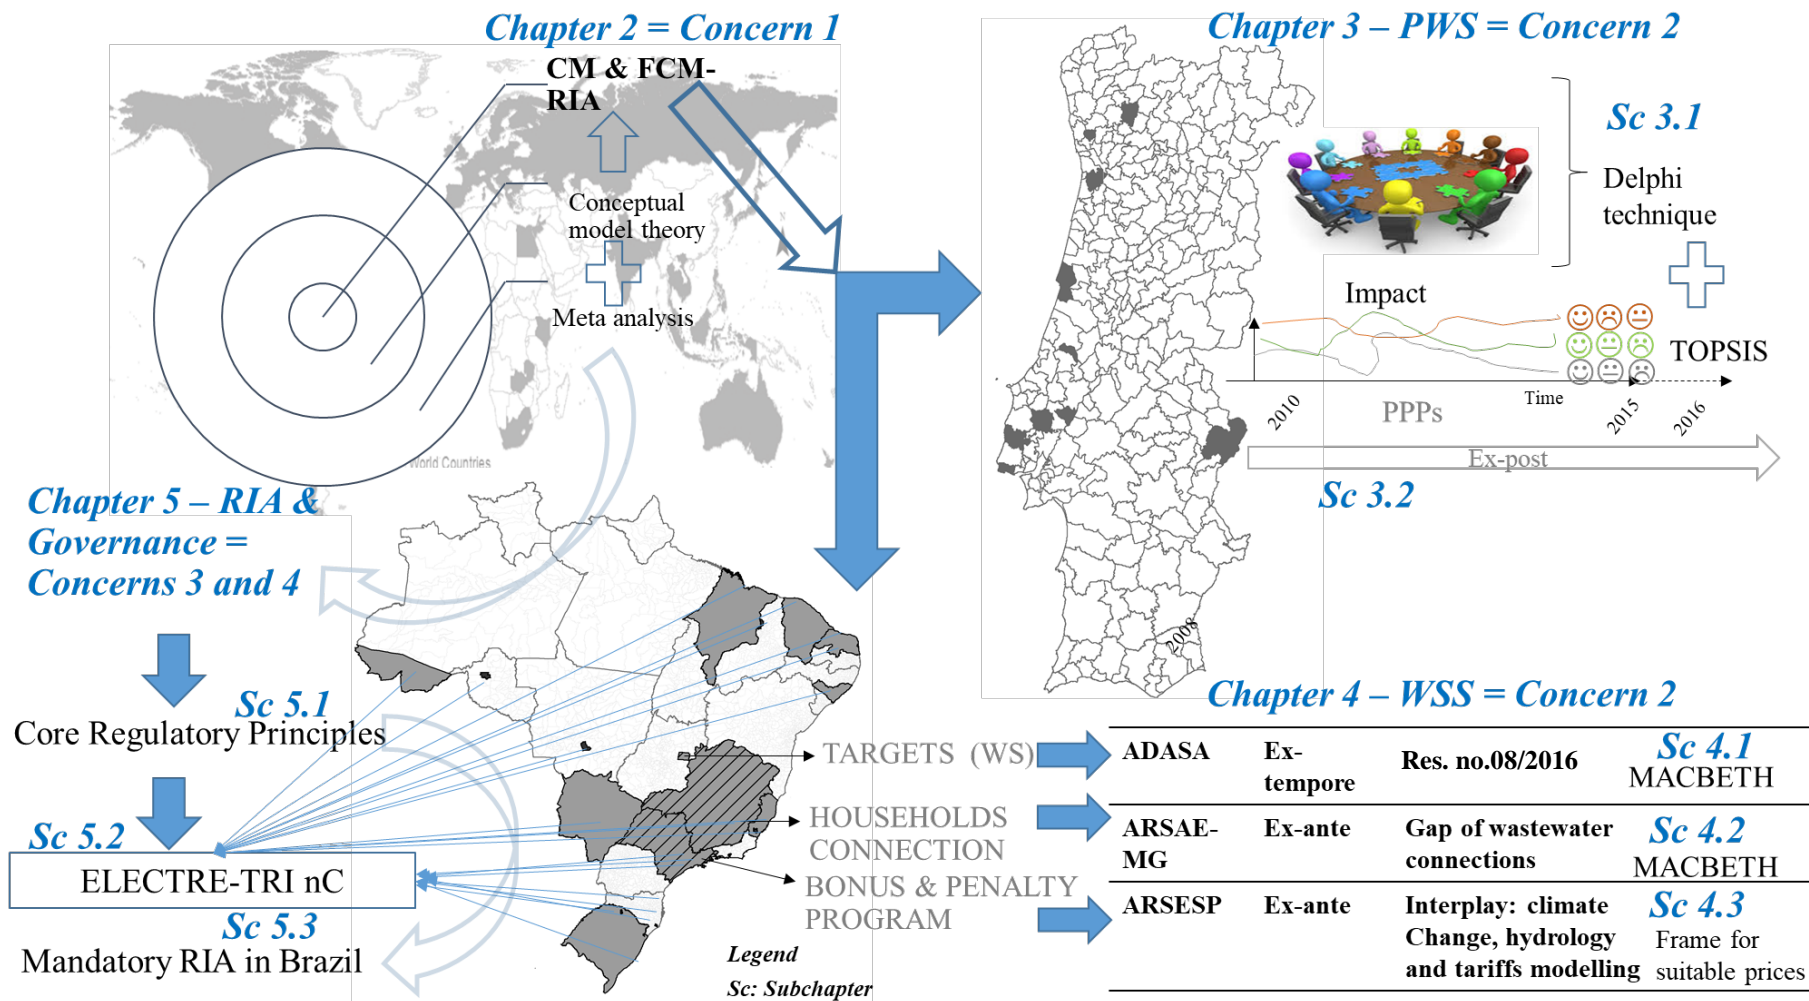 Chapter 2 = Concern 1
CM & FCM-
RIA
Conceptual
model theory
Meta analysis
World Countries
Chapter 3 – PWS = Concern 2
Sc 3.1
Delphi
technique
Impact
TOPSIS
Time
2010
PPPs
2015
2016
Ex-post
Sc 3.2
2008
Chapter 5 – RIA &
Governance =
Concerns 3 and 4
Sc 5.1
Core Regulatory Principles
Sc 5.2
ELECTRE-TRI nC
Sc 5.3
Mandatory RIA in Brazil
TARGETS (WS)
HOUSEHOLDS
CONNECTION
BONUS & PENALTY
PROGRAM
Legend
Sc: Subchapter
Chapter 4 – WSS = Concern 2
ADASA
Ex-
tempore
Res. no.08/2016
Sc 4.1
MACBETH
ARSAE-
MG
Ex-ante
Gap of wastewater
connections
Sc 4.2
MACBETH
ARSESP
Ex-ante
Interplay: climate
Change, hydrology
and tariffs modelling
Sc 4.3
Frame for
suitable prices